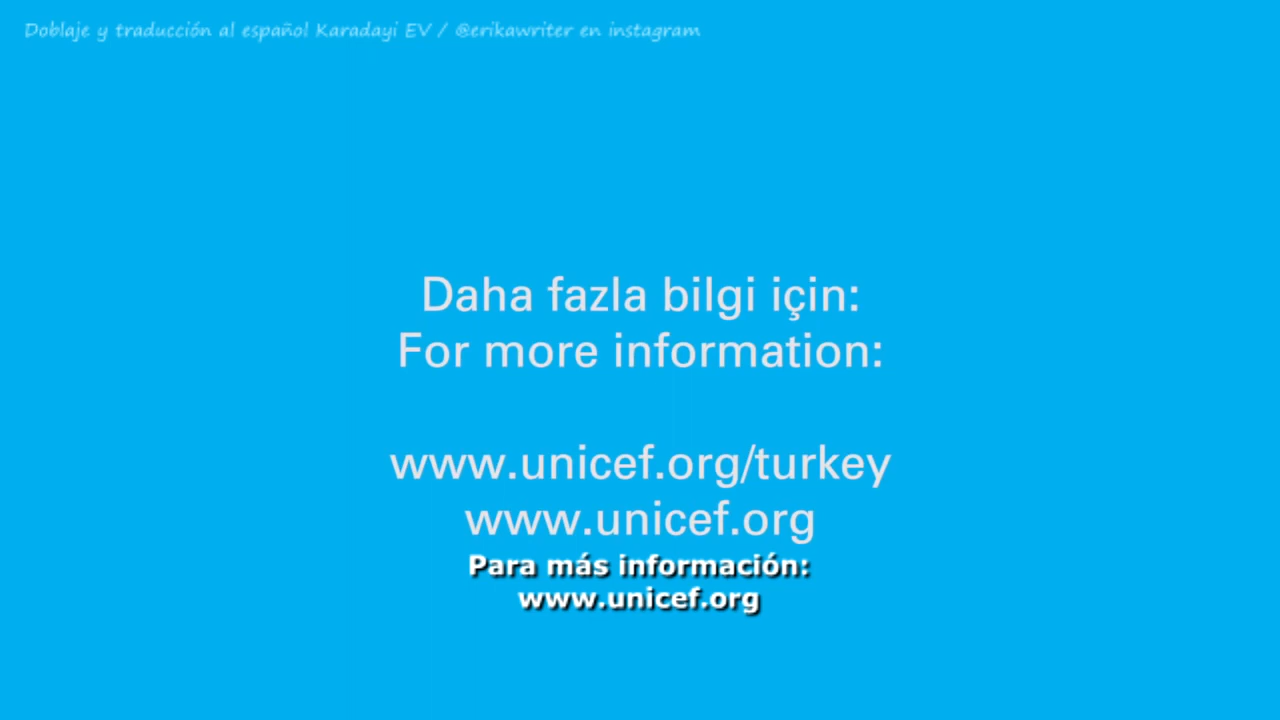 Doblaje y traducción al español Karadayi EV / @erikawriter en instagram
Daha fazla bilgi için:
For more information:
www.unicef.org/turkey
www.unicef.org
Para más información:
www.unicef.org